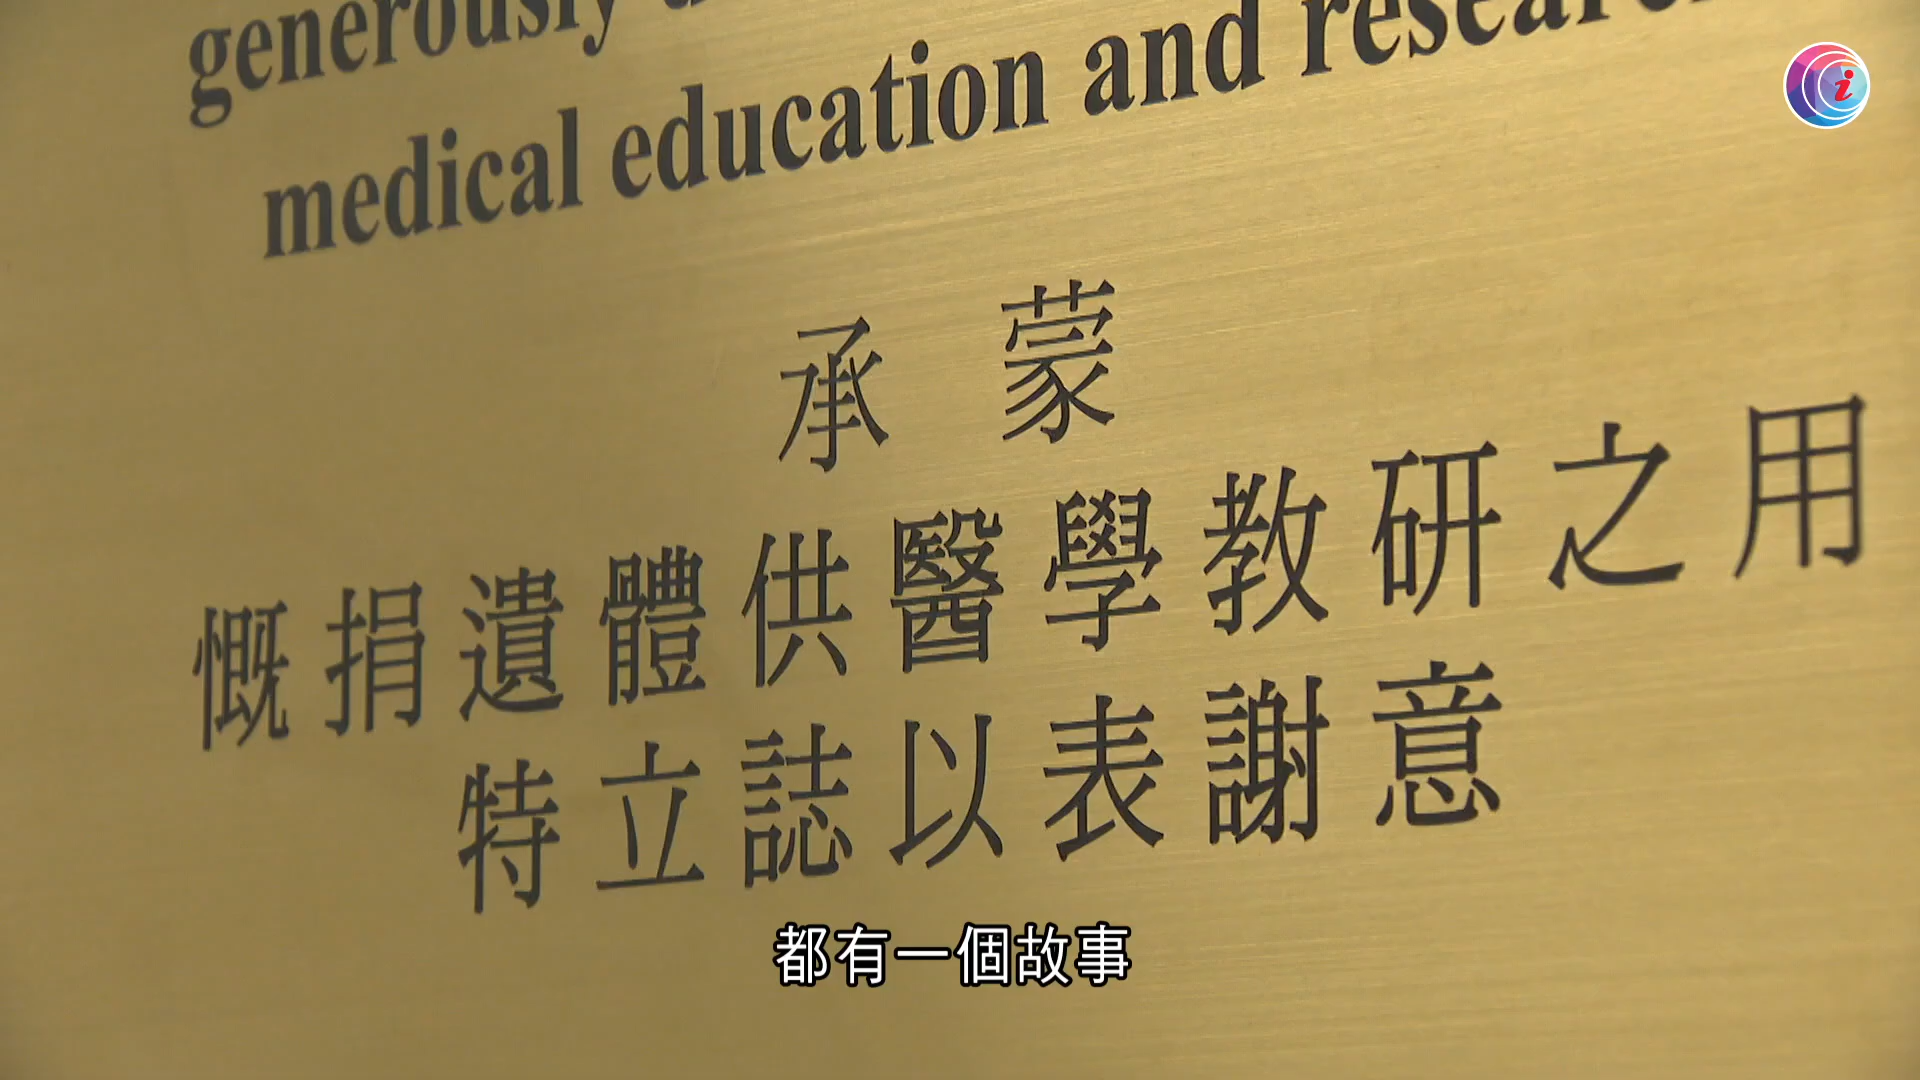 generously
medical education and research
承蒙
慨捐遺體供醫學教研之用
特立誌以表謝意
都有一個故事